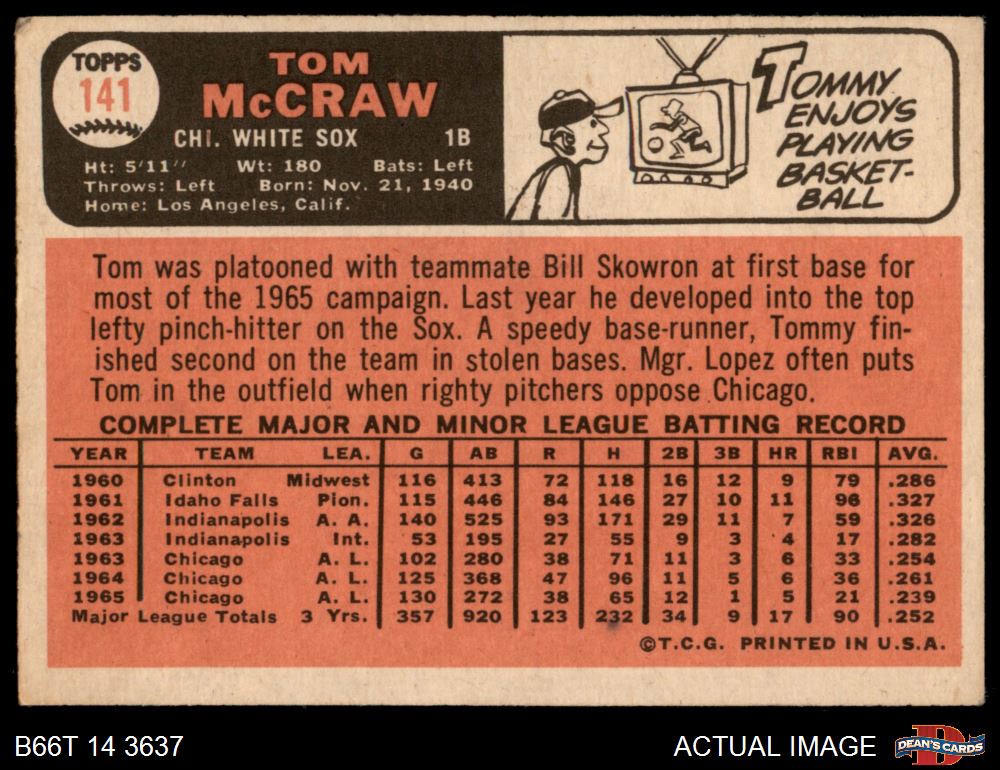 TOPPS
141
TOM
McCRAW
CHI. WHITE SOX 1B
Ht: 5'11" Wt: 180 Bats: Left
Throws: Left Born: Nov. 21, 1940
Home: Los Angeles, Calif.
TOMMY
ENJOYS
PLAYING
BASKET-
BALL
Tom was platooned with teammate Bill Skowron at first base for
most of the 1965 campaign. Last year he developed into the top
lefty pinch-hitter on the Sox. A speedy base-runner, Tommy fin-
ished second on the team in stolen bases. Mgr. Lopez often puts
Tom in the outfield when righty pitchers oppose Chicago.
COMPLETE MAJOR AND MINOR LEAGUE BATTING RECORD
YEAR TEAM LEA. G AB R H 2B 3B HR RBI AVG.
1960 Clinton Midwest 116 413 72 118 16 12 9 79 .286
1961 Idaho Falls Pion. 115 446 84 146 27 10 11 96 .327
1962 Indianapolis A. A. 140 525 93 171 29 11 7 59 .326
1963 Indianapolis Int. 53 195 27 55 9 3 4 17 .282
1963 Chicago A. L. 102 280 38 71 11 3 6 33 .254
1964 Chicago A. L. 125 368 47 96 11 5 6 36 .261
1965 Chicago A. L. 130 272 38 65 12 1 5 21 .239
Major League Totals 3 Yrs. 357 920 123 232 34 9 17 90 .252
©T.C.G. PRINTED IN U.S.A.
B66T 14 3637
ACTUAL IMAGE
D
DEAN'S CARDS